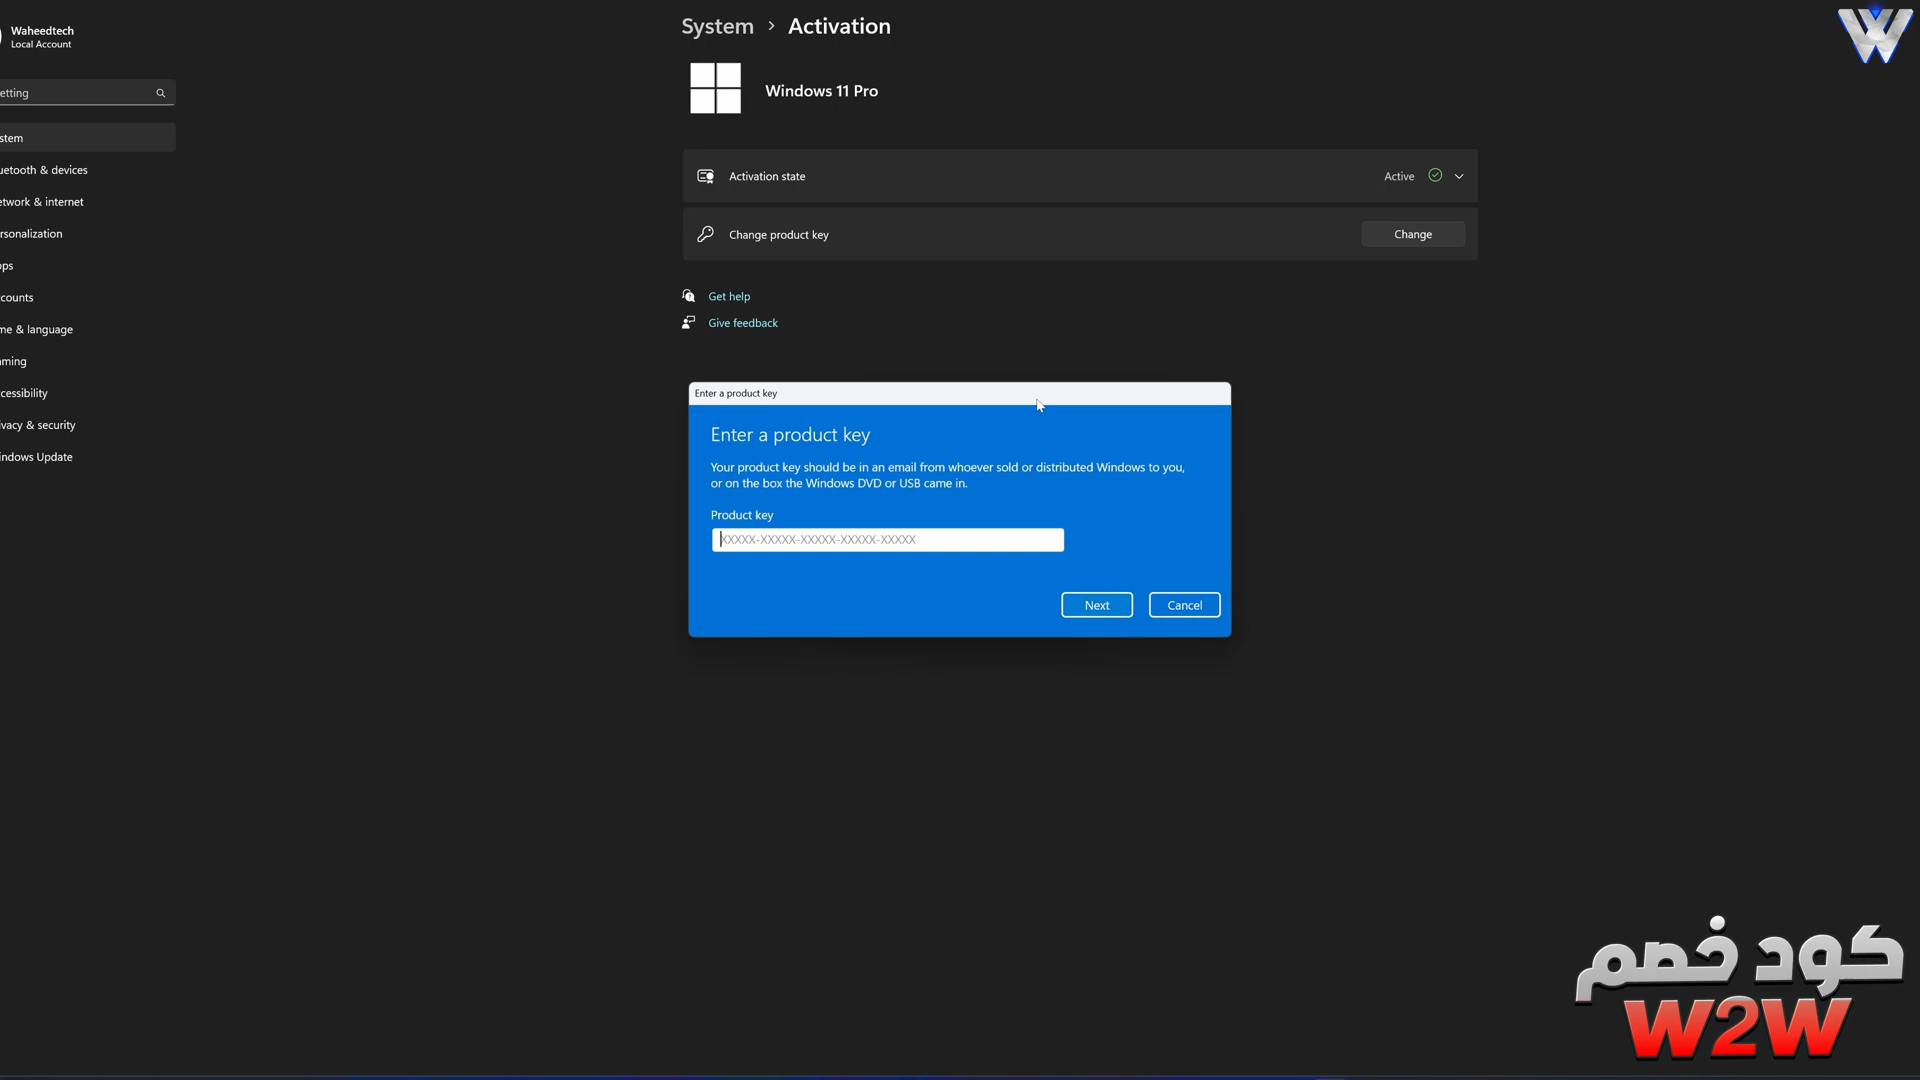 Waheedtech
Local Account
etting
stem
uetooth & devices
etwork & internet
rsonalization
ps
counts
me & language
ming
cessibility
ivacy & security
indows Update
System > Activation
Windows 11 Pro
Activation state
Active
Change product key
Change
Get help
Give feedback
Enter a product key
Enter a product key
Your product key should be in an email from whoever sold or distributed Windows to you,
or on the box the Windows DVD or USB came in.
Product key
XXXXX-XXXXX-XXXXX-XXXXX-XXXXX
Next
Cancel
W
كود خصم
W2W